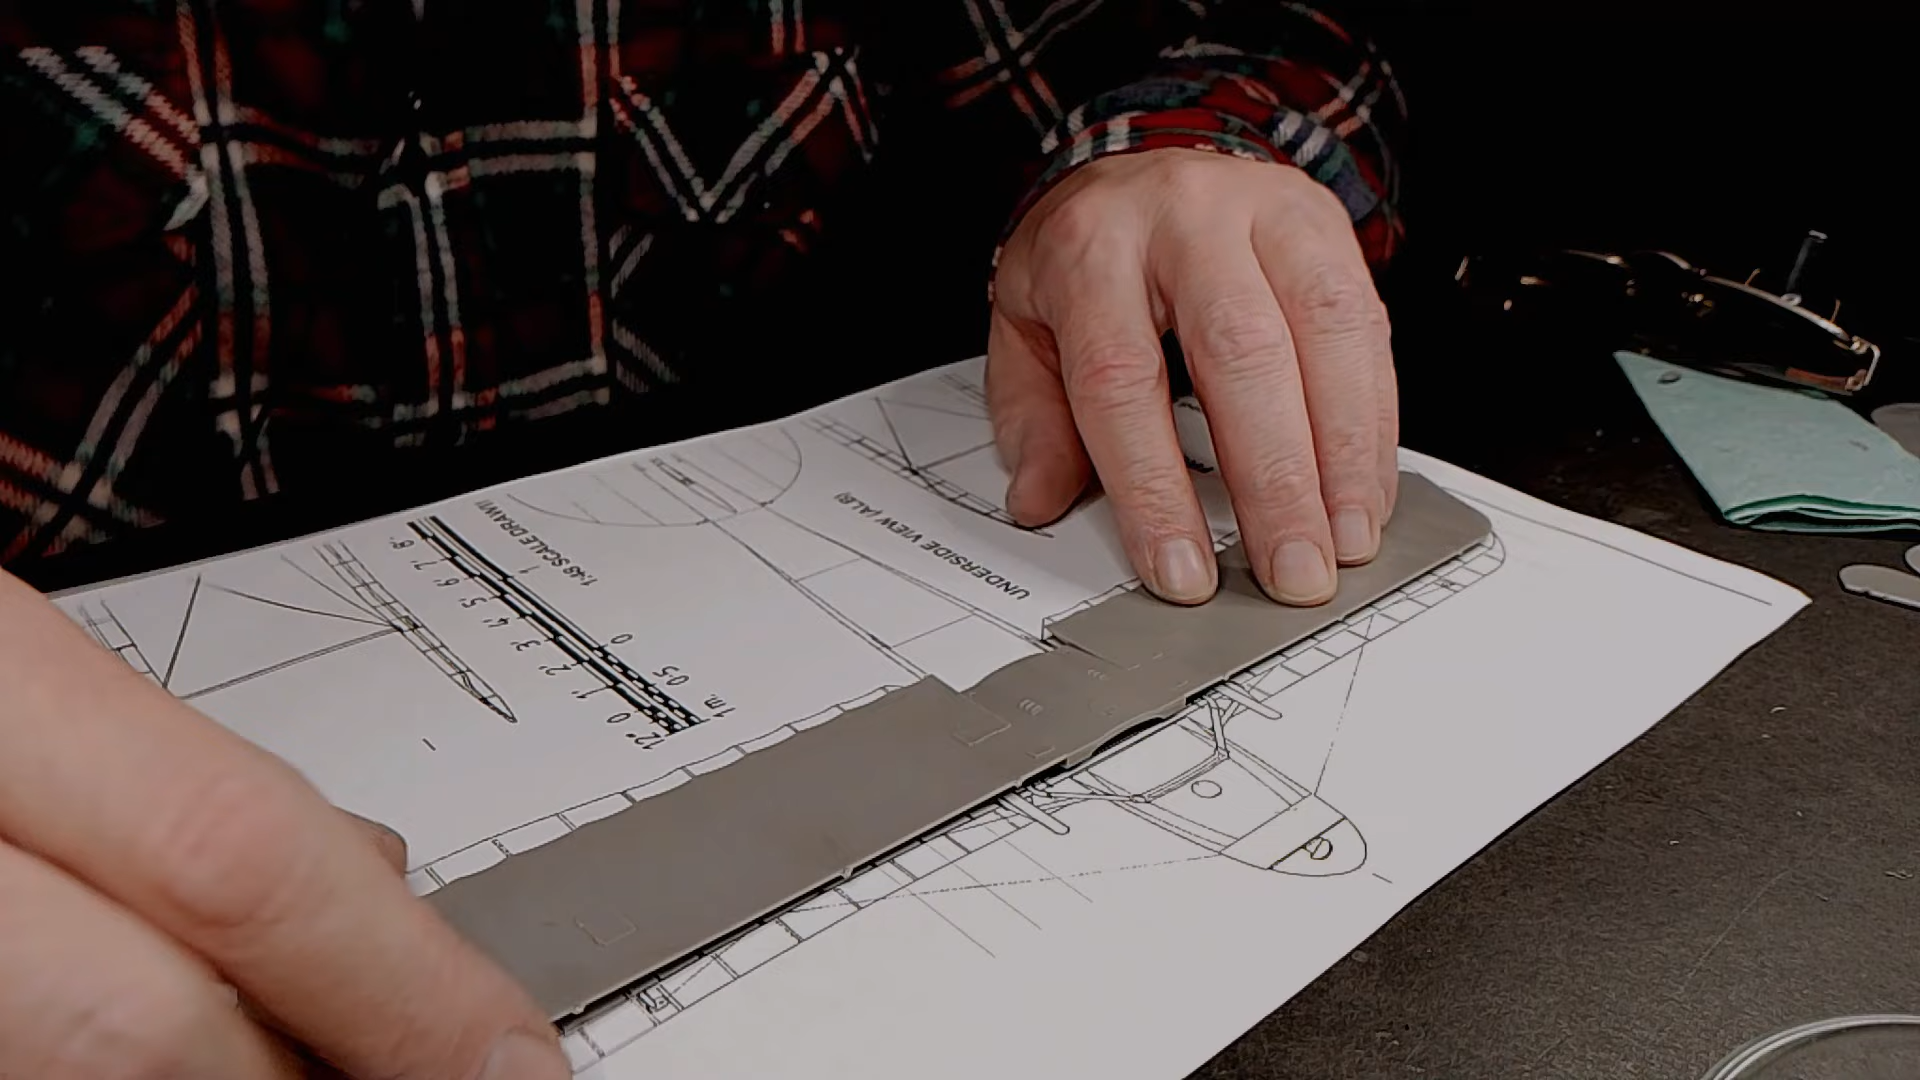 UNDERSIDE VIEW (ALB)
1:48 SCALE DRAWI
8' 7' 6' 5' 4' 3' 2' 1' 0 12"
1 0 0·5 1m.